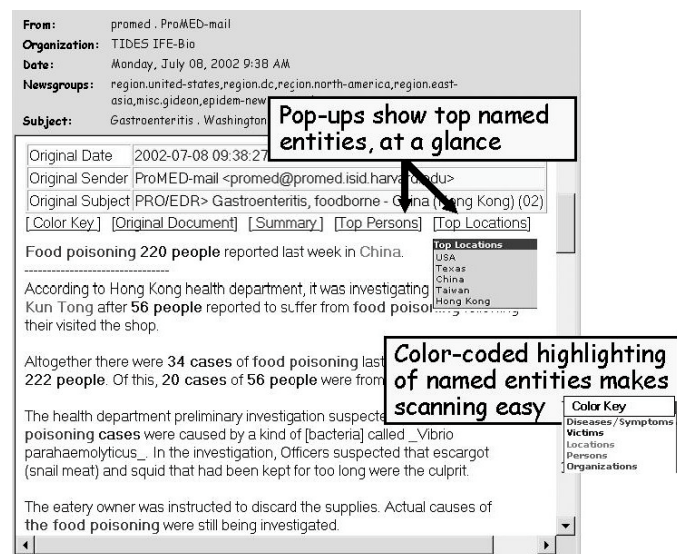 From: promed . ProMED-mail
Organization: TIDES IFE-Bio
Date: Monday, July 08, 2002 9:38 AM
Newsgroups: region.united-states,region.dc,region.north-america,region.east-
asia,misc.gideon,epidem-new
Subject: Gastroenteritis . Washington
Pop-ups show top named
entities, at a glance
Original Date 2002-07-08 09:38:27
Original Sender ProMED-mail <promed@promed.isid.harvard.edu>
Original Subject PRO/EDR> Gastroenteritis, foodborne - China (Hong Kong) (02)
[ Color Key ] [Original Document] [ Summary ] [Top Persons] [Top Locations]
Top Locations
USA
Texas
China
Taiwan
Hong Kong
Food poisoning 220 people reported last week in China.
--------------------------------
According to Hong Kong health department, it was investigating
Kun Tong after 56 people reported to suffer from food poisoning following
their visited the shop.
Altogether there were 34 cases of food poisoning last
222 people. Of this, 20 cases of 56 people were from
Color-coded highlighting
of named entities makes
scanning easy
Color Key
Diseases/Symptoms
Victims
Locations
Persons
Organizations
The health department preliminary investigation suspecte
poisoning cases were caused by a kind of [bacteria] called _Vibrio
parahaemolyticus_. In the investigation, Officers suspected that escargot
(snail meat) and squid that had been kept for too long were the culprit.
The eatery owner was instructed to discard the supplies. Actual causes of
the food poisoning were still being investigated.